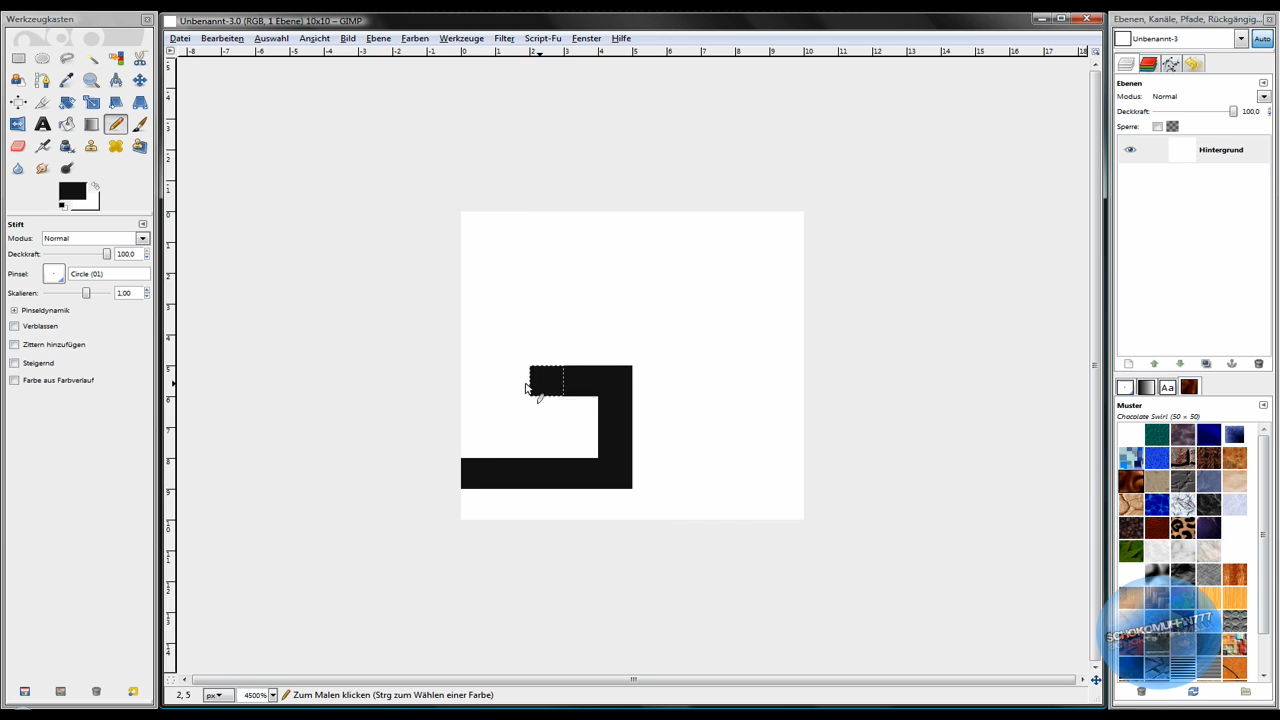 Werkzeugkasten
Unbenannt-3.0 (RGB, 1 Ebene) 10x10 – GIMP
Ebenen, Kanäle, Pfade, Rückgängig...
Datei Bearbeiten Auswahl Ansicht Bild Ebene Farben Werkzeuge Filter Script-Fu Fenster Hilfe
Unbenannt-3
Auto
Ebenen
Modus: Normal
Deckkraft: 100,0
Sperre:
Hintergrund
Stift
Modus: Normal
Deckkraft: 100,0
Pinsel: Circle (01)
Skalieren: 1,00
Pinseldynamik
Verblassen
Zittern hinzufügen
Steigernd
Farbe aus Farbverlauf
Aa
Muster
Chocolate Swirl (50 × 50)
SCHOKOMUFFIN777
2, 5 px 4500% Zum Malen klicken (Strg zum Wählen einer Farbe)